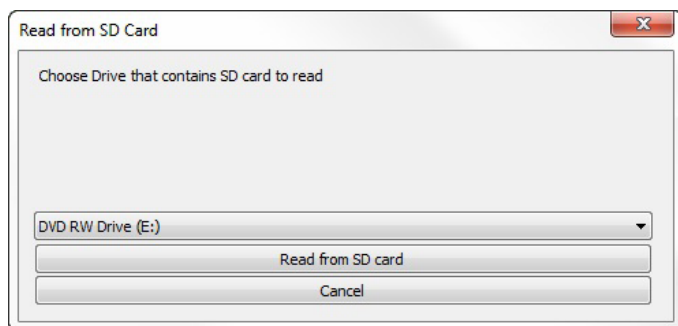 Read from SD Card
Choose Drive that contains SD card to read
DVD RW Drive (E:)
Read from SD card
Cancel